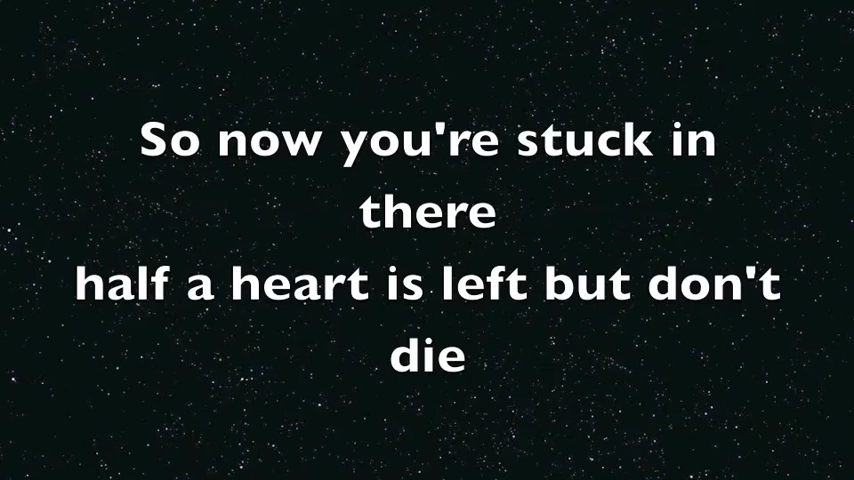 So now you're stuck in
there
half a heart is left but don't
die